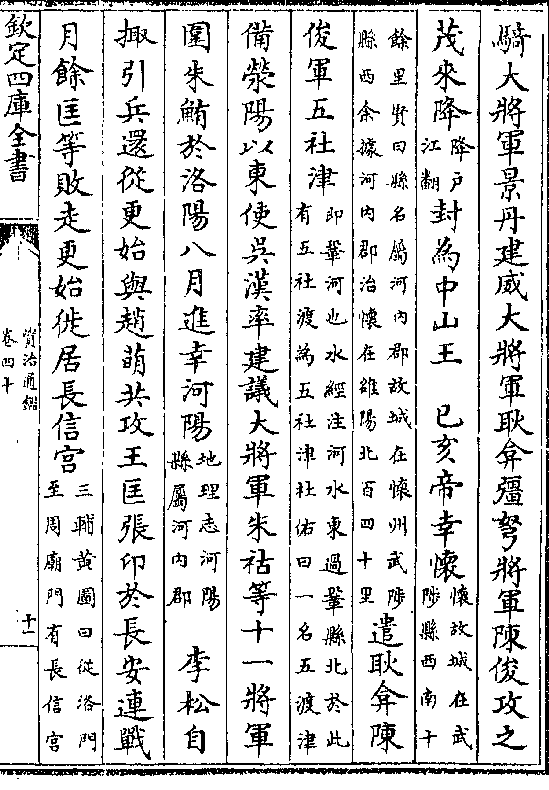 騎大將軍景丹建威大將軍耿弇彊弩將軍陳俊攻之
茂來降降戶江翻封為中山王　己亥帝幸懷懷故城在武陟縣西南十
餘里賢曰縣名屬河內郡故城在懷州武陟縣西余據河內郡治懷在雒陽北百四十里遣耿弇陳
俊軍五社津即鞏河也水經注河水東過鞏縣北於此有五社渡為五社津杜佑曰一名五渡津
備滎陽以東使吳漢率建議大將軍朱祜等十一將軍
圍朱鮪於洛陽八月進幸河陽地理志河陽縣屬河內郡　李松自
掫引兵還從更始與趙萌共攻王匡張卬於長安連戰
月餘匡等敗走更始徙居長信宮三輔黃圖曰從洛門至周廟門有長信宮
欽定四庫全書
資治通鑑
卷四十
十一